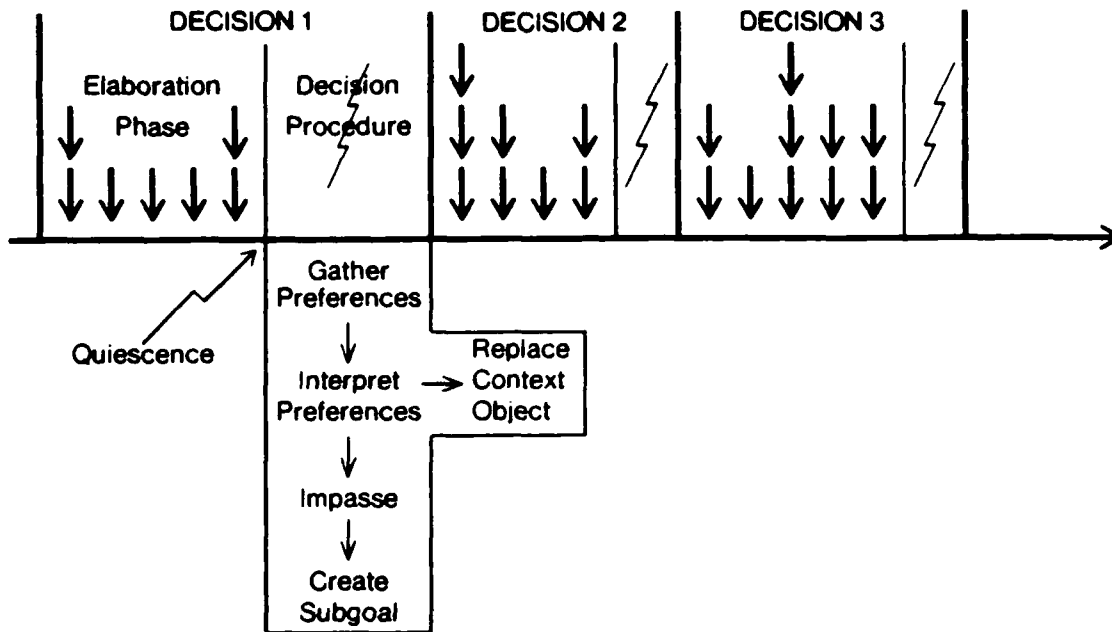 DECISION 1
DECISION 2
DECISION 3
Elaboration
Phase
Decision
Procedure
Quiescence
Gather
Preferences
Interpret
Preferences
Replace
Context
Object
Impasse
Create
Subgoal